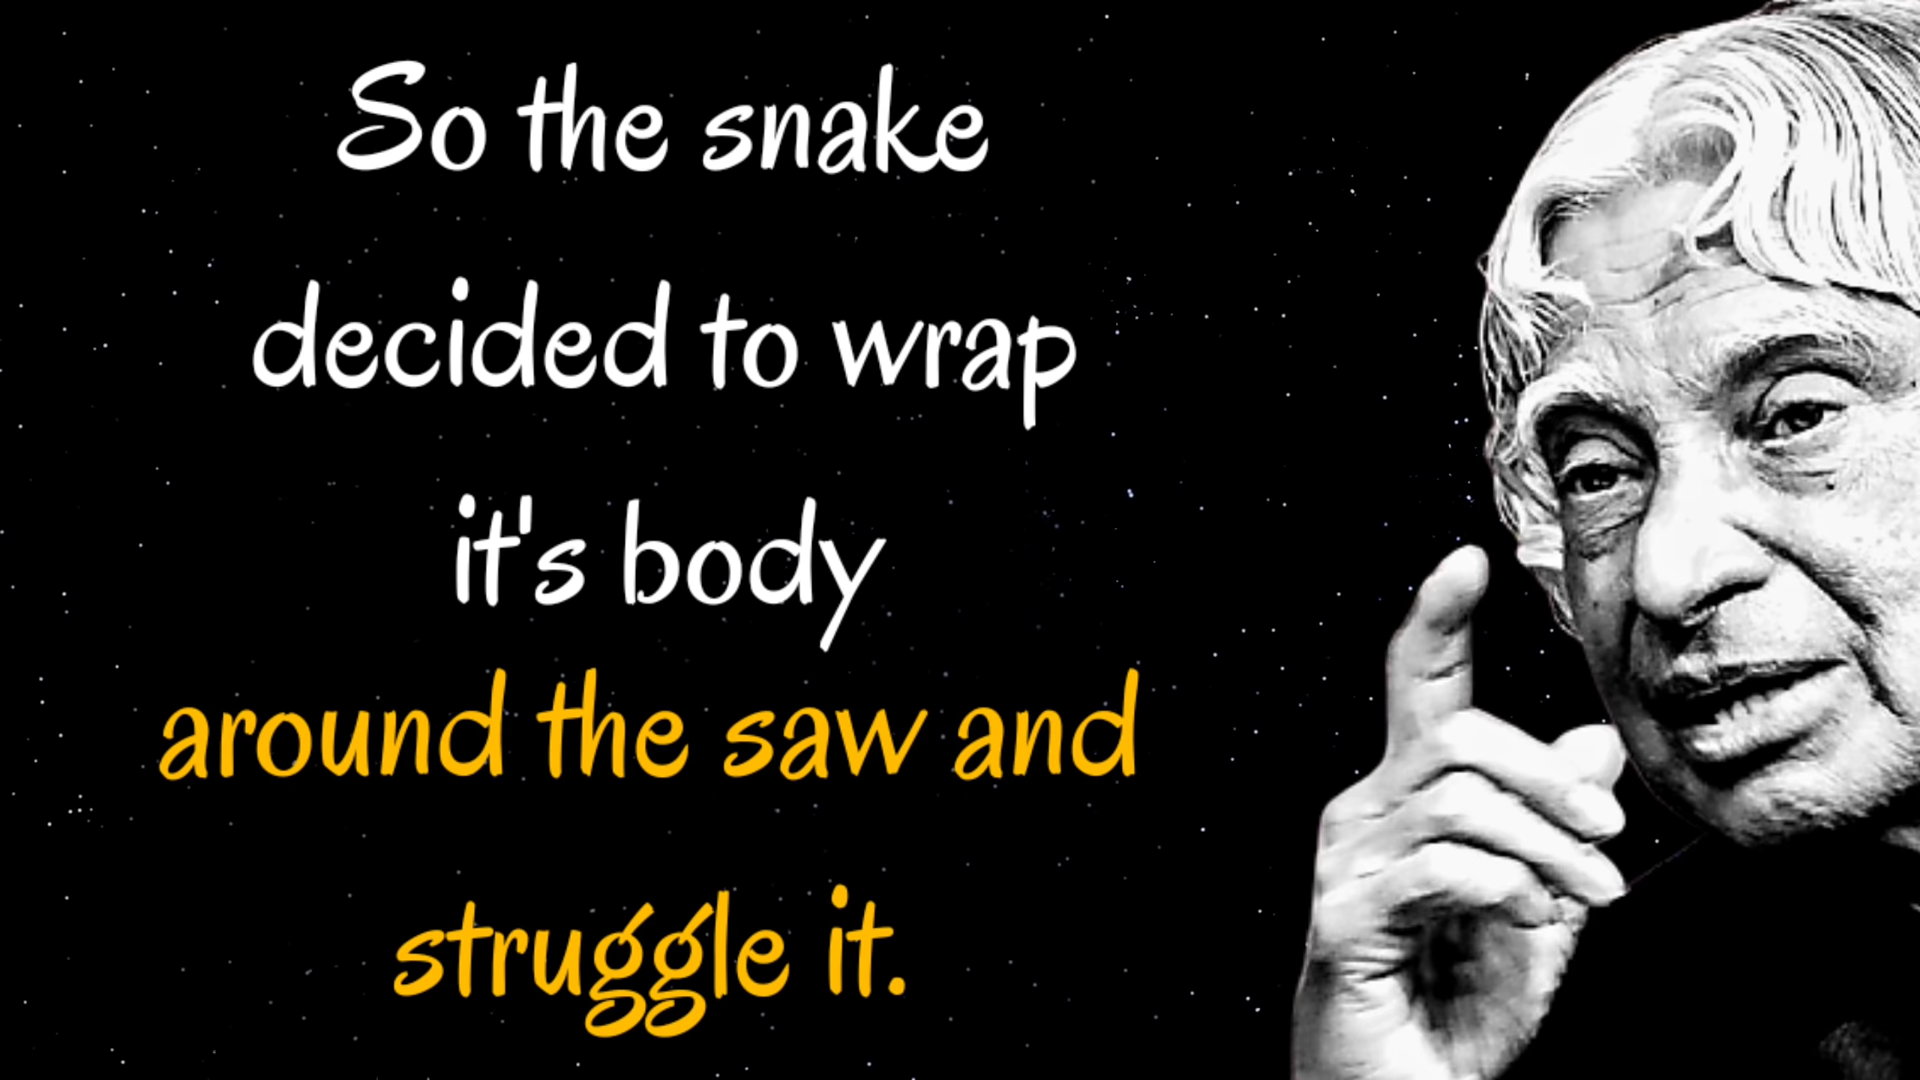 So the snake
decided to wrap
it's body
around the saw and
struggle it.